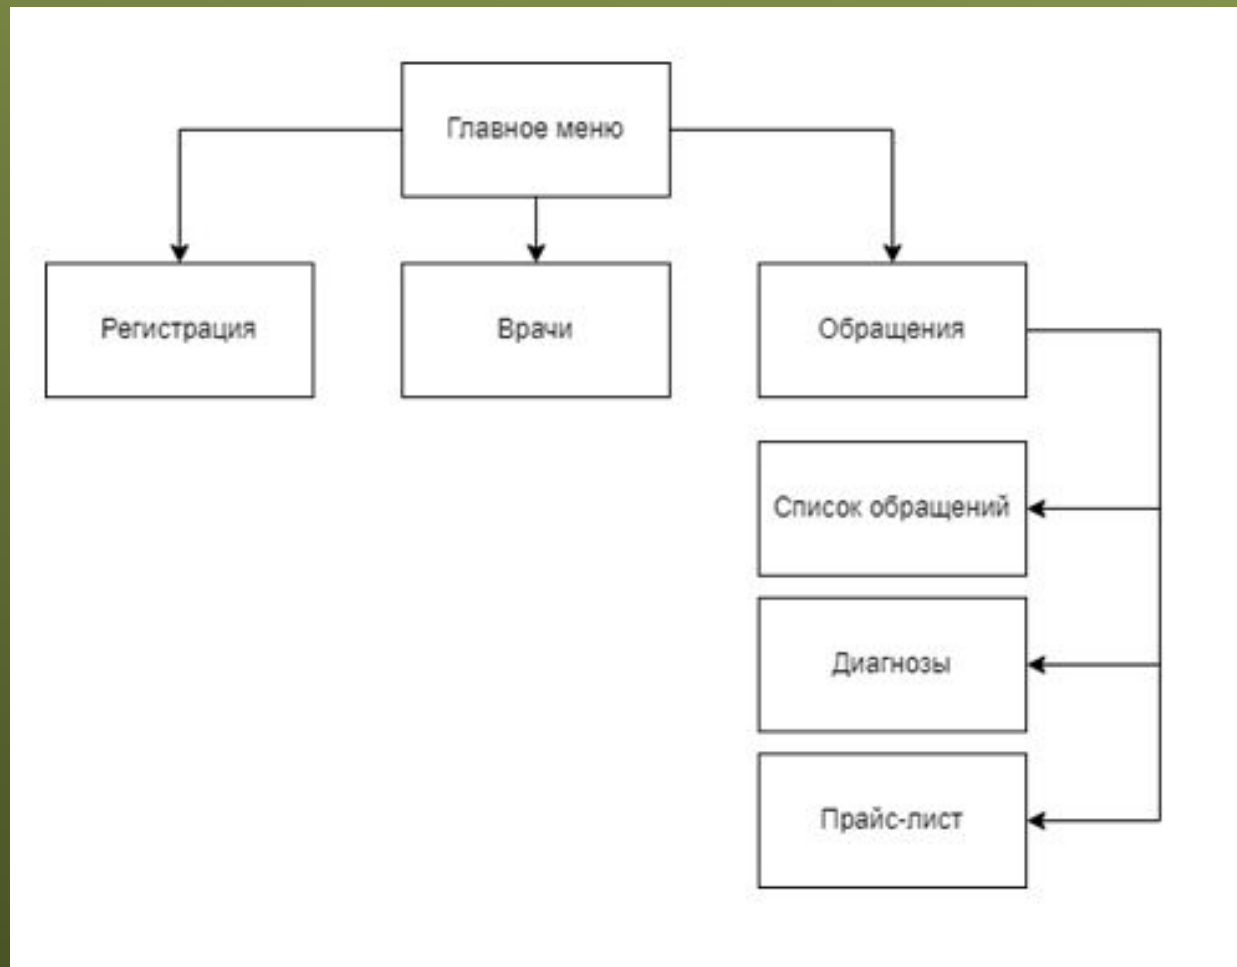 Главное меню
Регистрация
Врачи
Обращения
Список обращений
Диагнозы
Прайс-лист